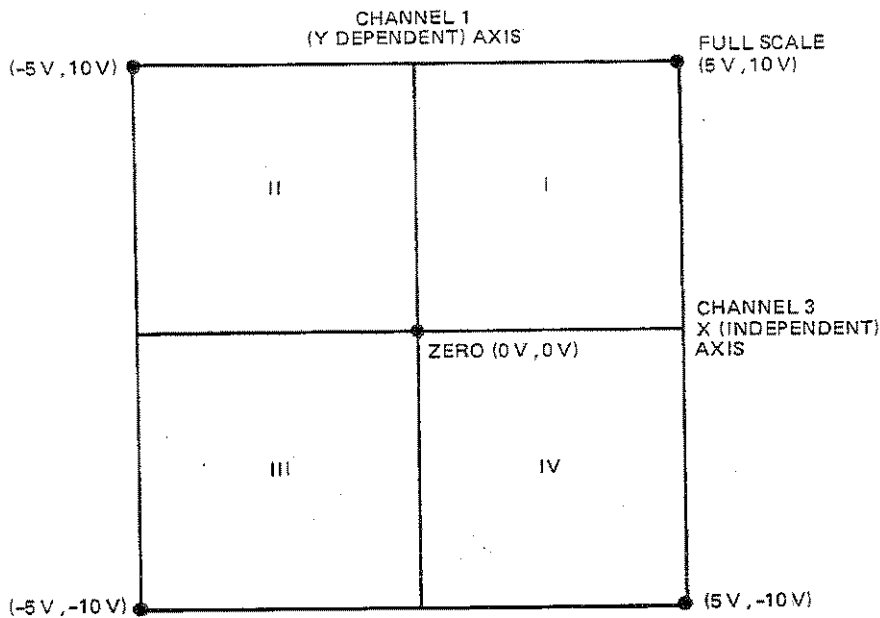 CHANNEL 1
(Y DEPENDENT) AXIS
(-5 V, 10 V)
FULL SCALE
(5 V, 10 V)
II
I
CHANNEL 3
X (INDEPENDENT)
AXIS
ZERO (0 V, 0 V)
III
IV
(-5 V, -10 V)
(5 V, -10 V)